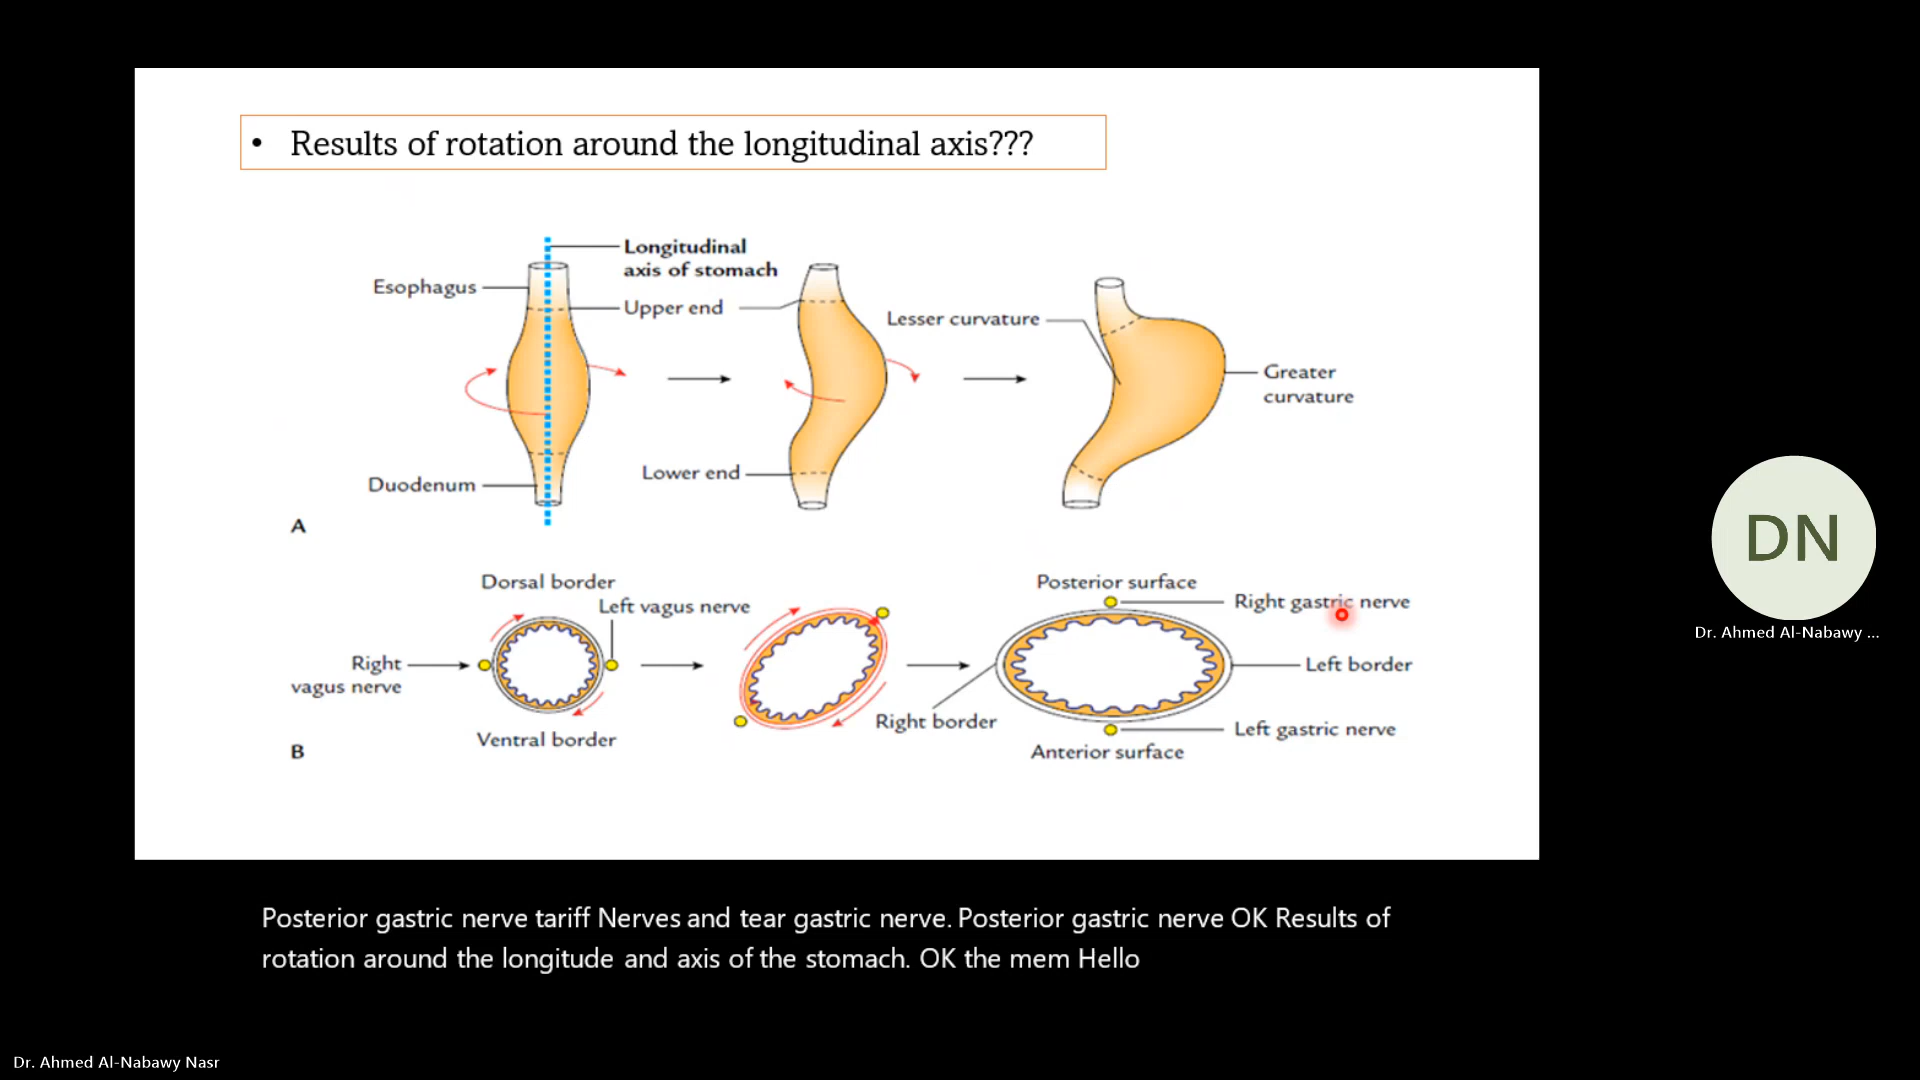 • Results of rotation around the longitudinal axis???
Longitudinal
axis of stomach
Esophagus
Upper end
Lesser curvature
Greater
curvature
Lower end
Duodenum
A
Dorsal border
Left vagus nerve
Right
vagus nerve
Ventral border
B
Posterior surface
Right gastric nerve
Left border
Right border
Left gastric nerve
Anterior surface
DN
Dr. Ahmed Al-Nabawy ...
Posterior gastric nerve tariff Nerves and tear gastric nerve. Posterior gastric nerve OK Results of
rotation around the longitude and axis of the stomach. OK the mem Hello
Dr. Ahmed Al-Nabawy Nasr